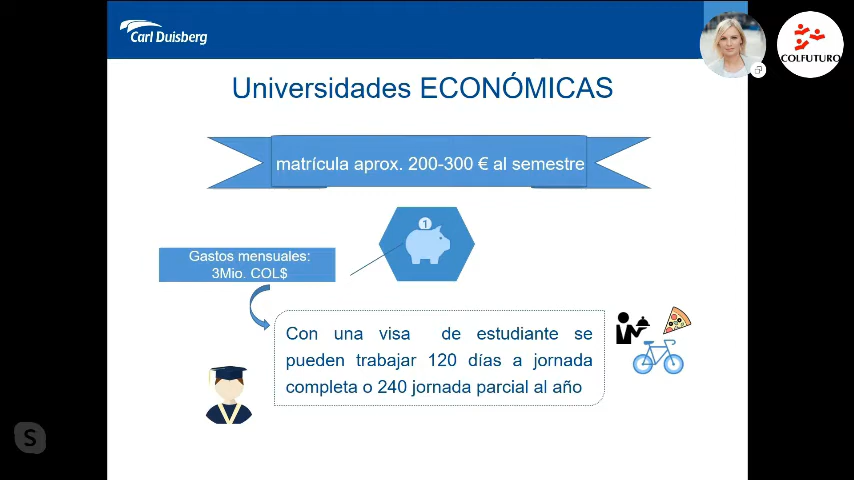 Carl Duisberg
COLFUTURO
Universidades ECONÓMICAS
matrícula aprox. 200-300 € al semestre
1
Gastos mensuales:
3Mio. COL$
Con una visa de estudiante se
pueden trabajar 120 días a jornada
completa o 240 jornada parcial al año
S